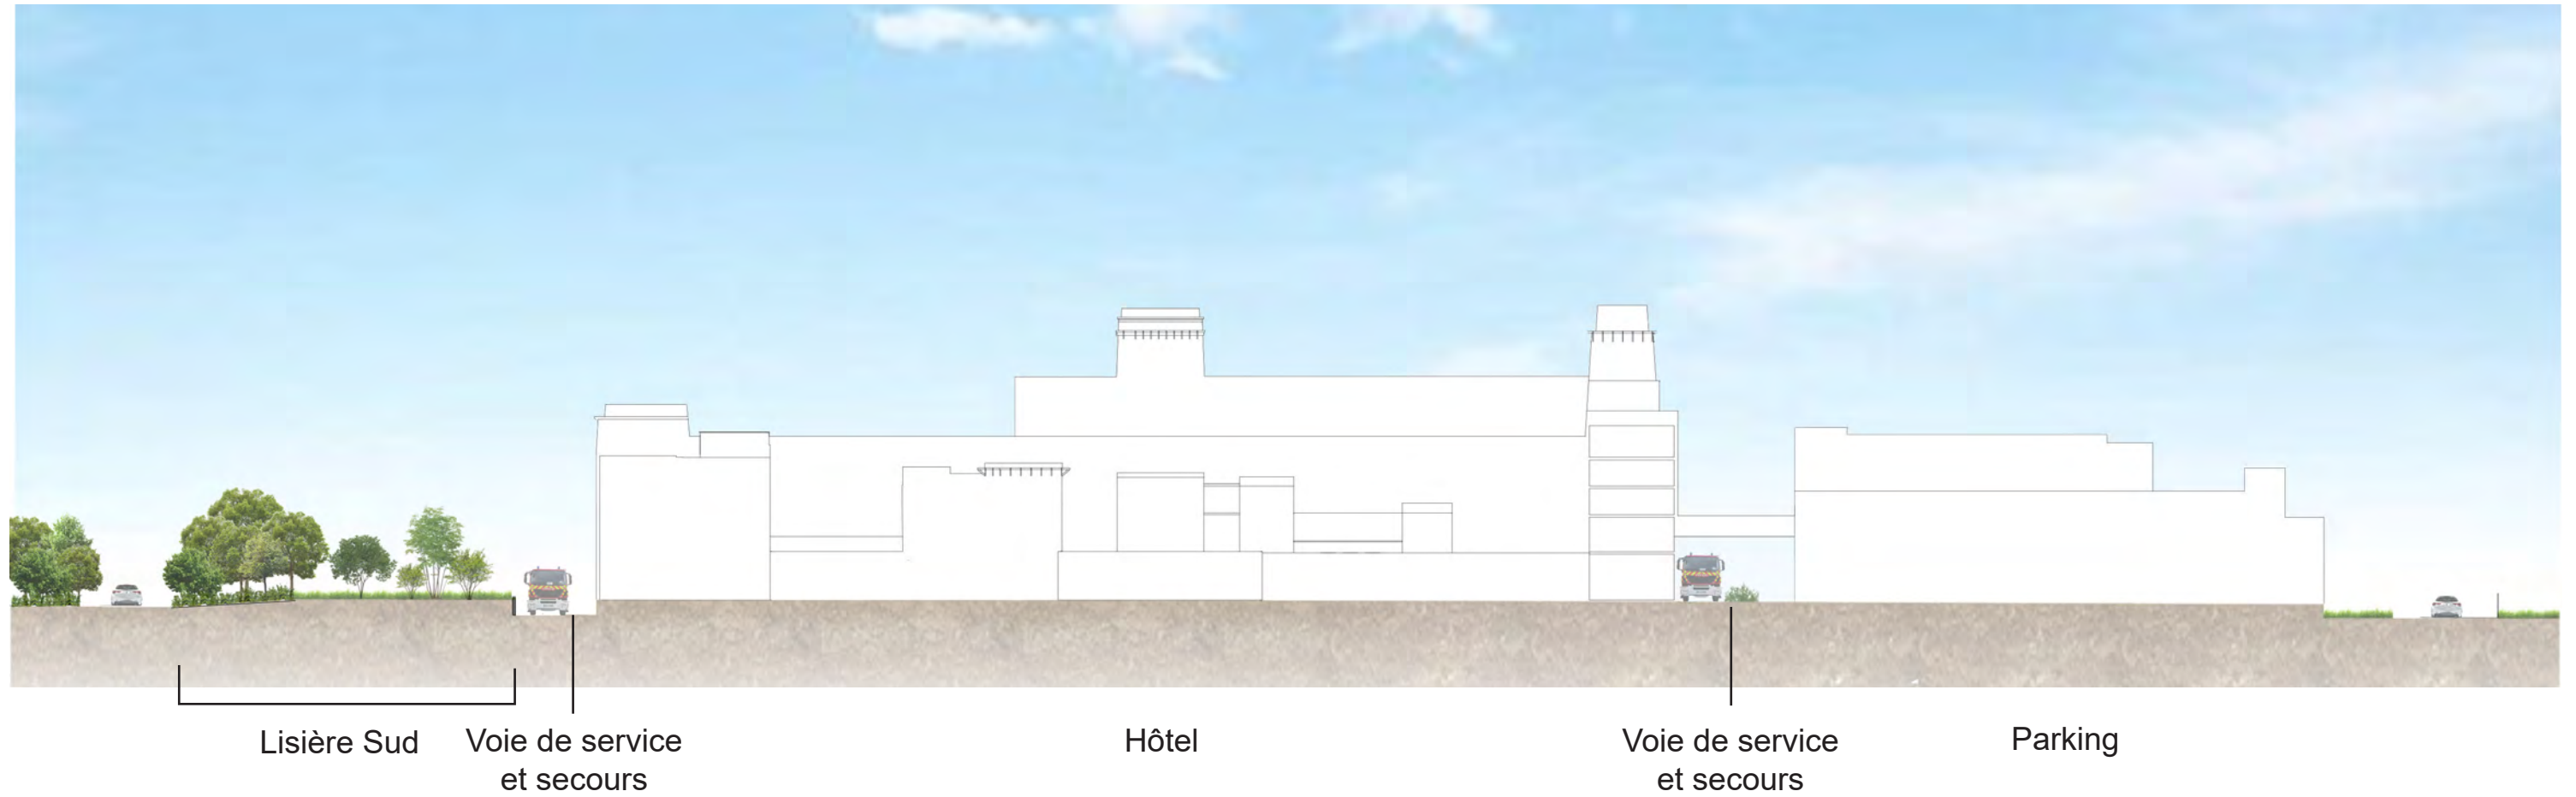 Lisière Sud
Voie de service
et secours
Hôtel
Voie de service
et secours
Parking